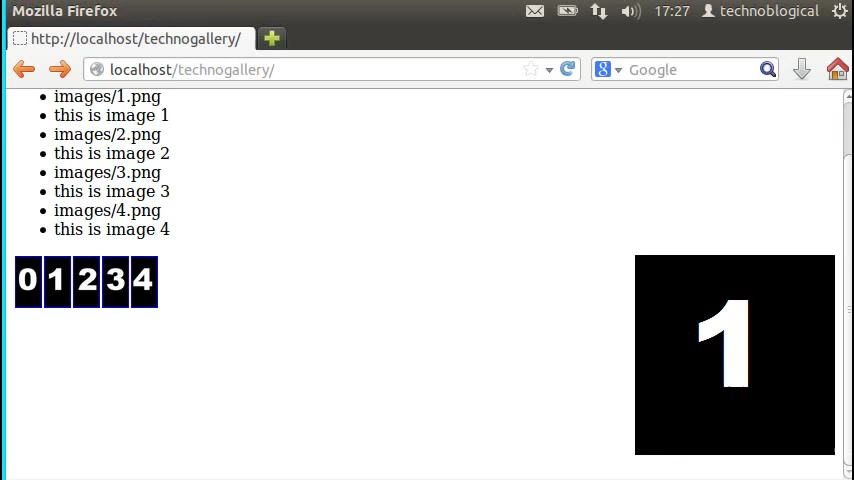 Mozilla Firefox 17:27 technoblogical
http://localhost/technogallery/
localhost/technogallery/ Google
images/1.png
this is image 1
images/2.png
this is image 2
images/3.png
this is image 3
images/4.png
this is image 4
0 1 2 3 4
1